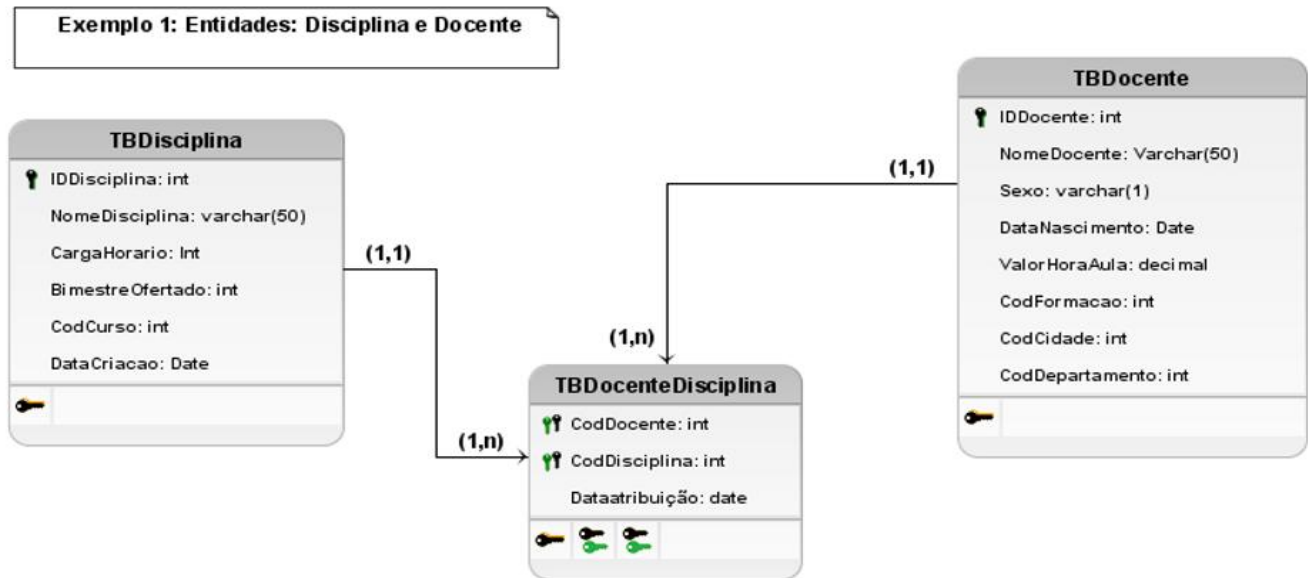 Exemplo 1: Entidades: Disciplina e Docente
TBDisciplina
IDDisciplina: int
NomeDisciplina: varchar(50)
CargaHorario: Int
BimestreOfertado: int
CodCurso: int
DataCriacao: Date
(1,1)
(1,n)
TBDocenteDisciplina
CodDocente: int
CodDisciplina: int
Dataatribuição: date
(1,n)
(1,1)
TBDocente
IDDocente: int
NomeDocente: Varchar(50)
Sexo: varchar(1)
DataNascimento: Date
ValorHoraAula: decimal
CodFormacao: int
CodCidade: int
CodDepartamento: int